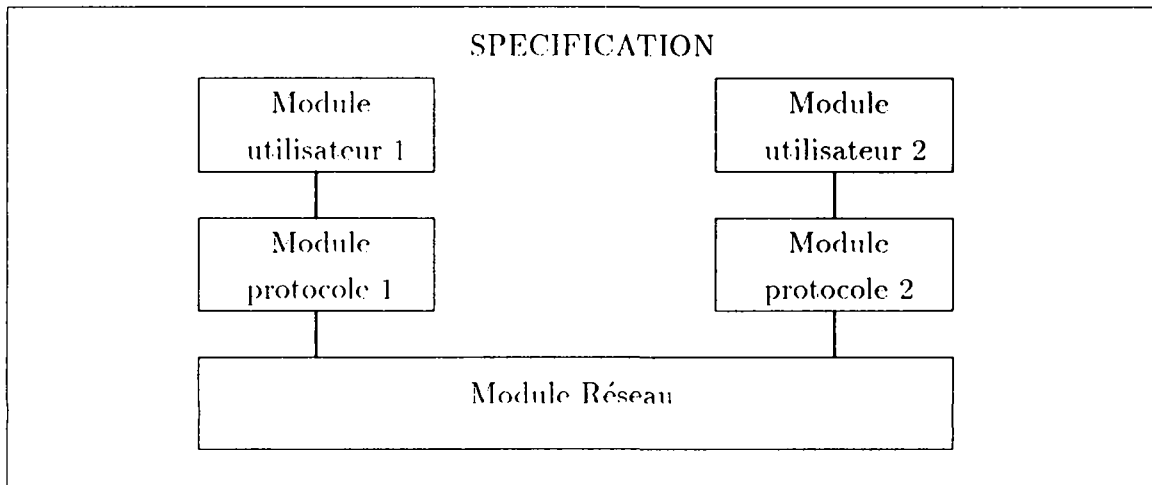 SPECIFICATION
Module
utilisateur 1
Module
utilisateur 2
Module
protocole 1
Module
protocole 2
Module Réseau